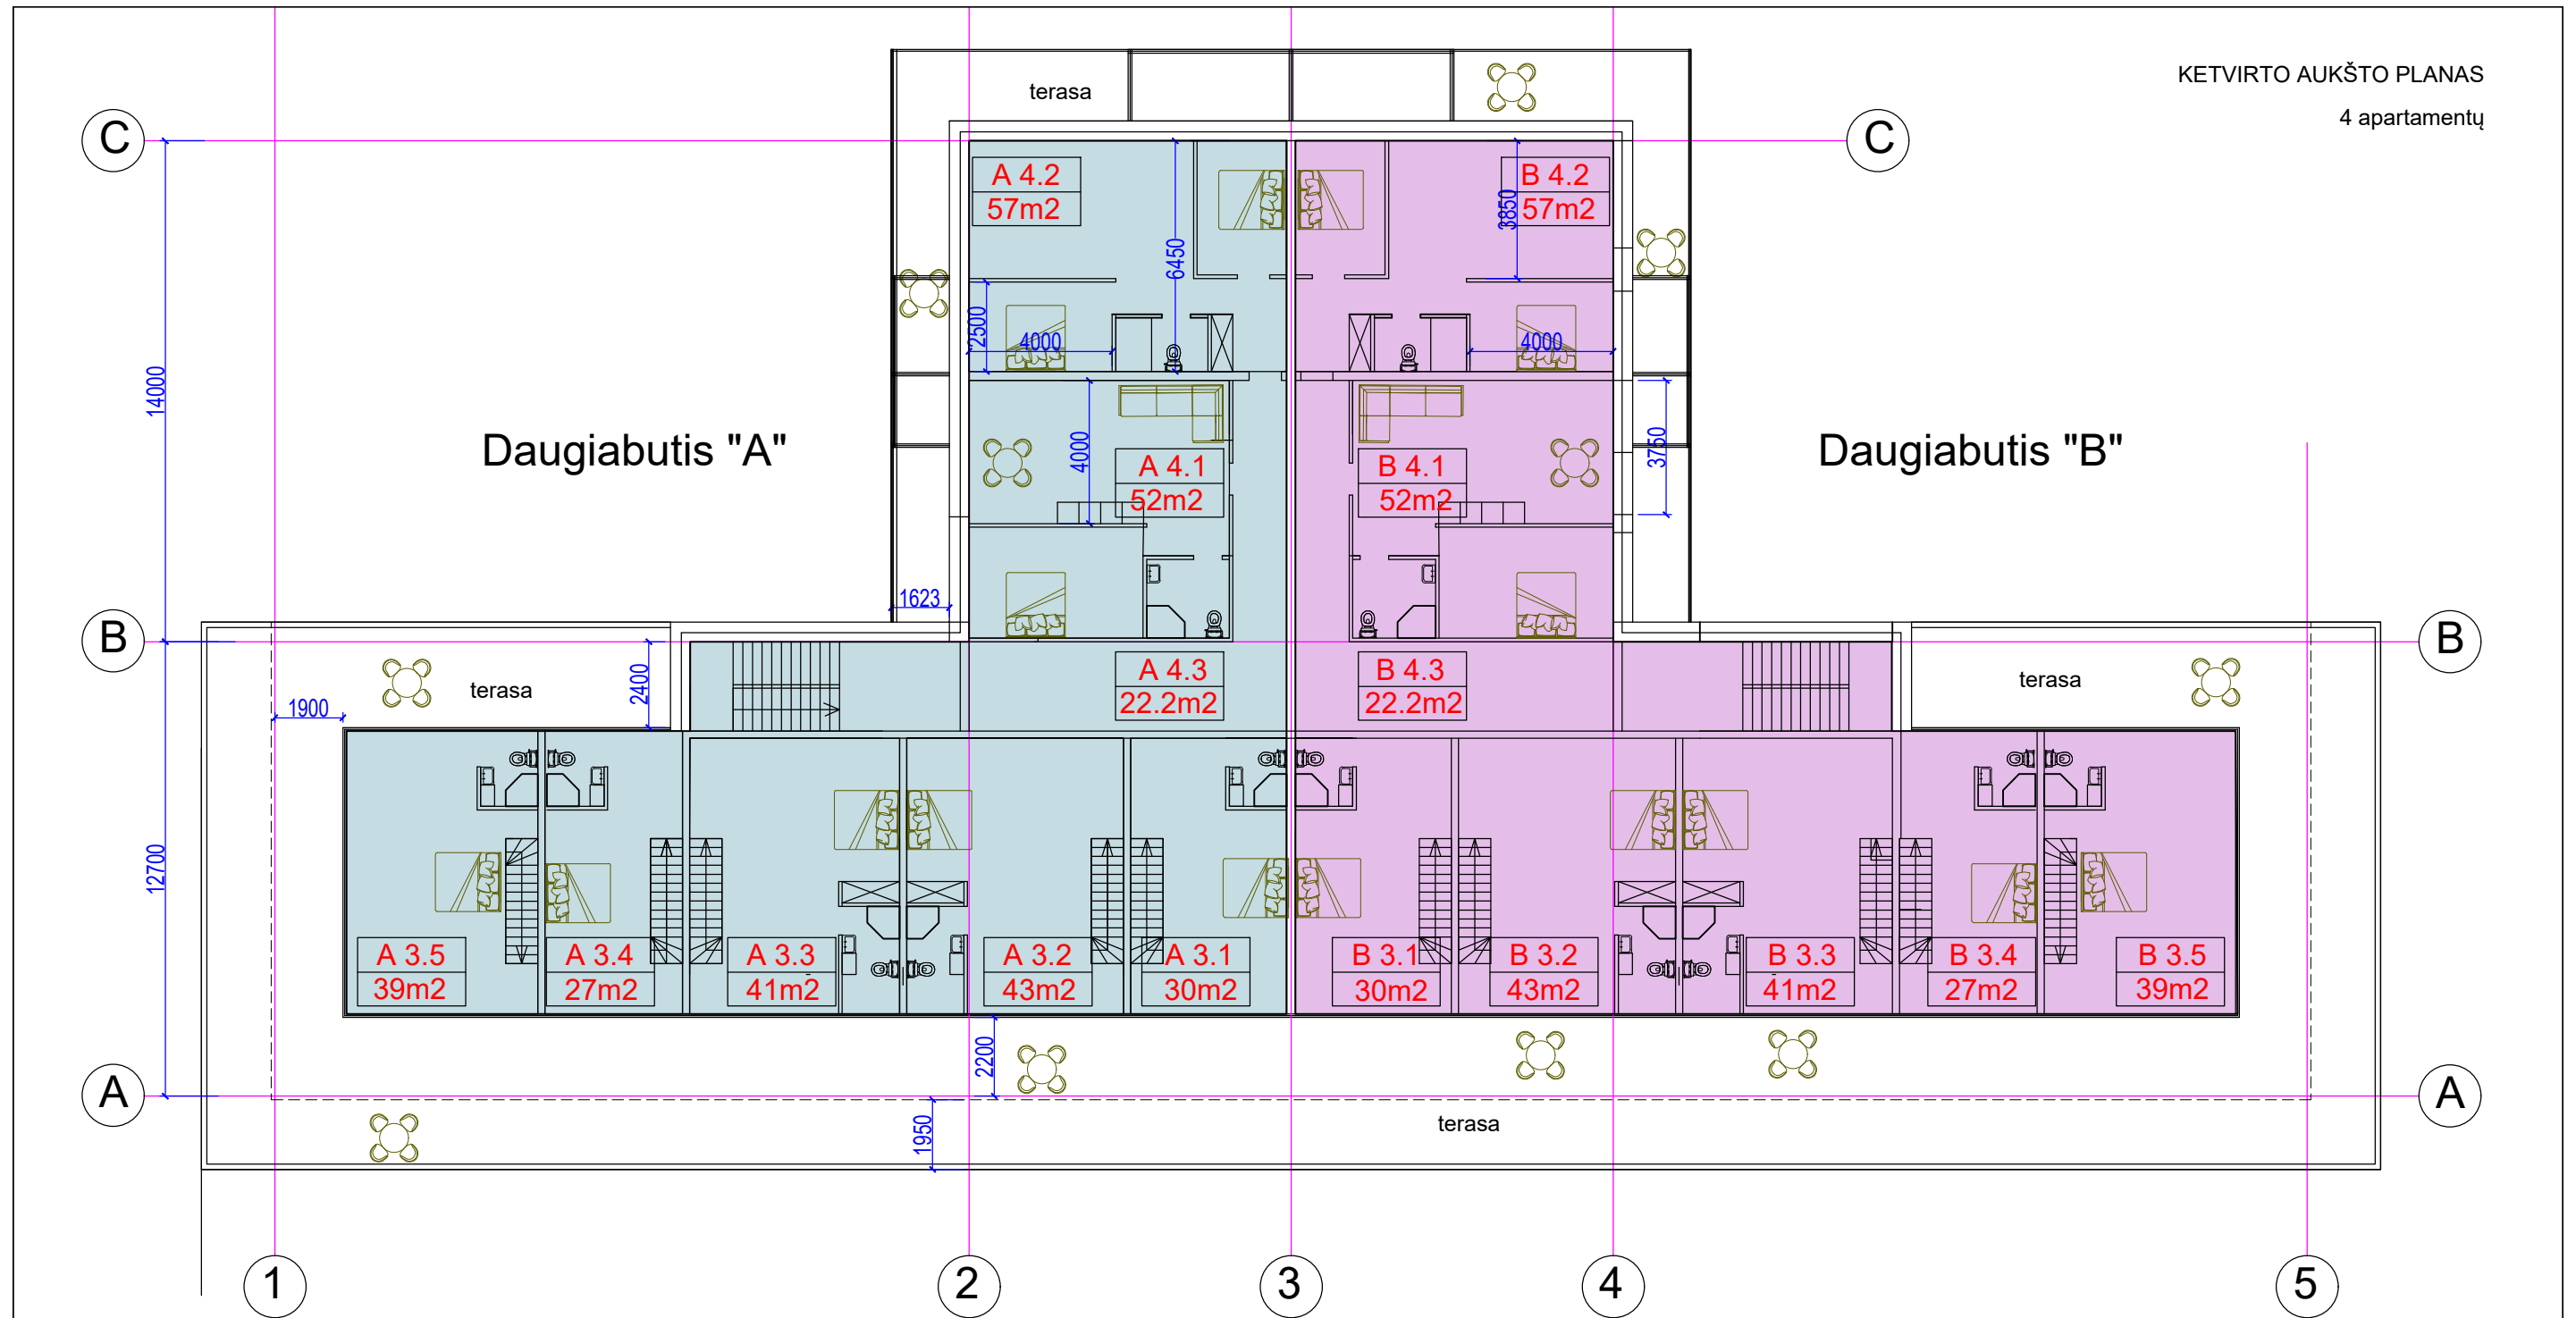 KETVIRTO AUKŠTO PLANAS
4 apartamentų
terasa
C
C
A 4.2
57m2
B 4.2
57m2
3850
6450
2500
4000
4000
14000
Daugiabutis "A"
Daugiabutis "B"
4000
3750
A 4.1
52m2
B 4.1
52m2
1623
B
B
A 4.3
22.2m2
B 4.3
22.2m2
terasa
terasa
2400
1900
12700
A 3.5
39m2
A 3.4
27m2
A 3.3
41m2
A 3.2
43m2
A 3.1
30m2
B 3.1
30m2
B 3.2
43m2
B 3.3
41m2
B 3.4
27m2
B 3.5
39m2
2200
A
A
1950
terasa
1
2
3
4
5